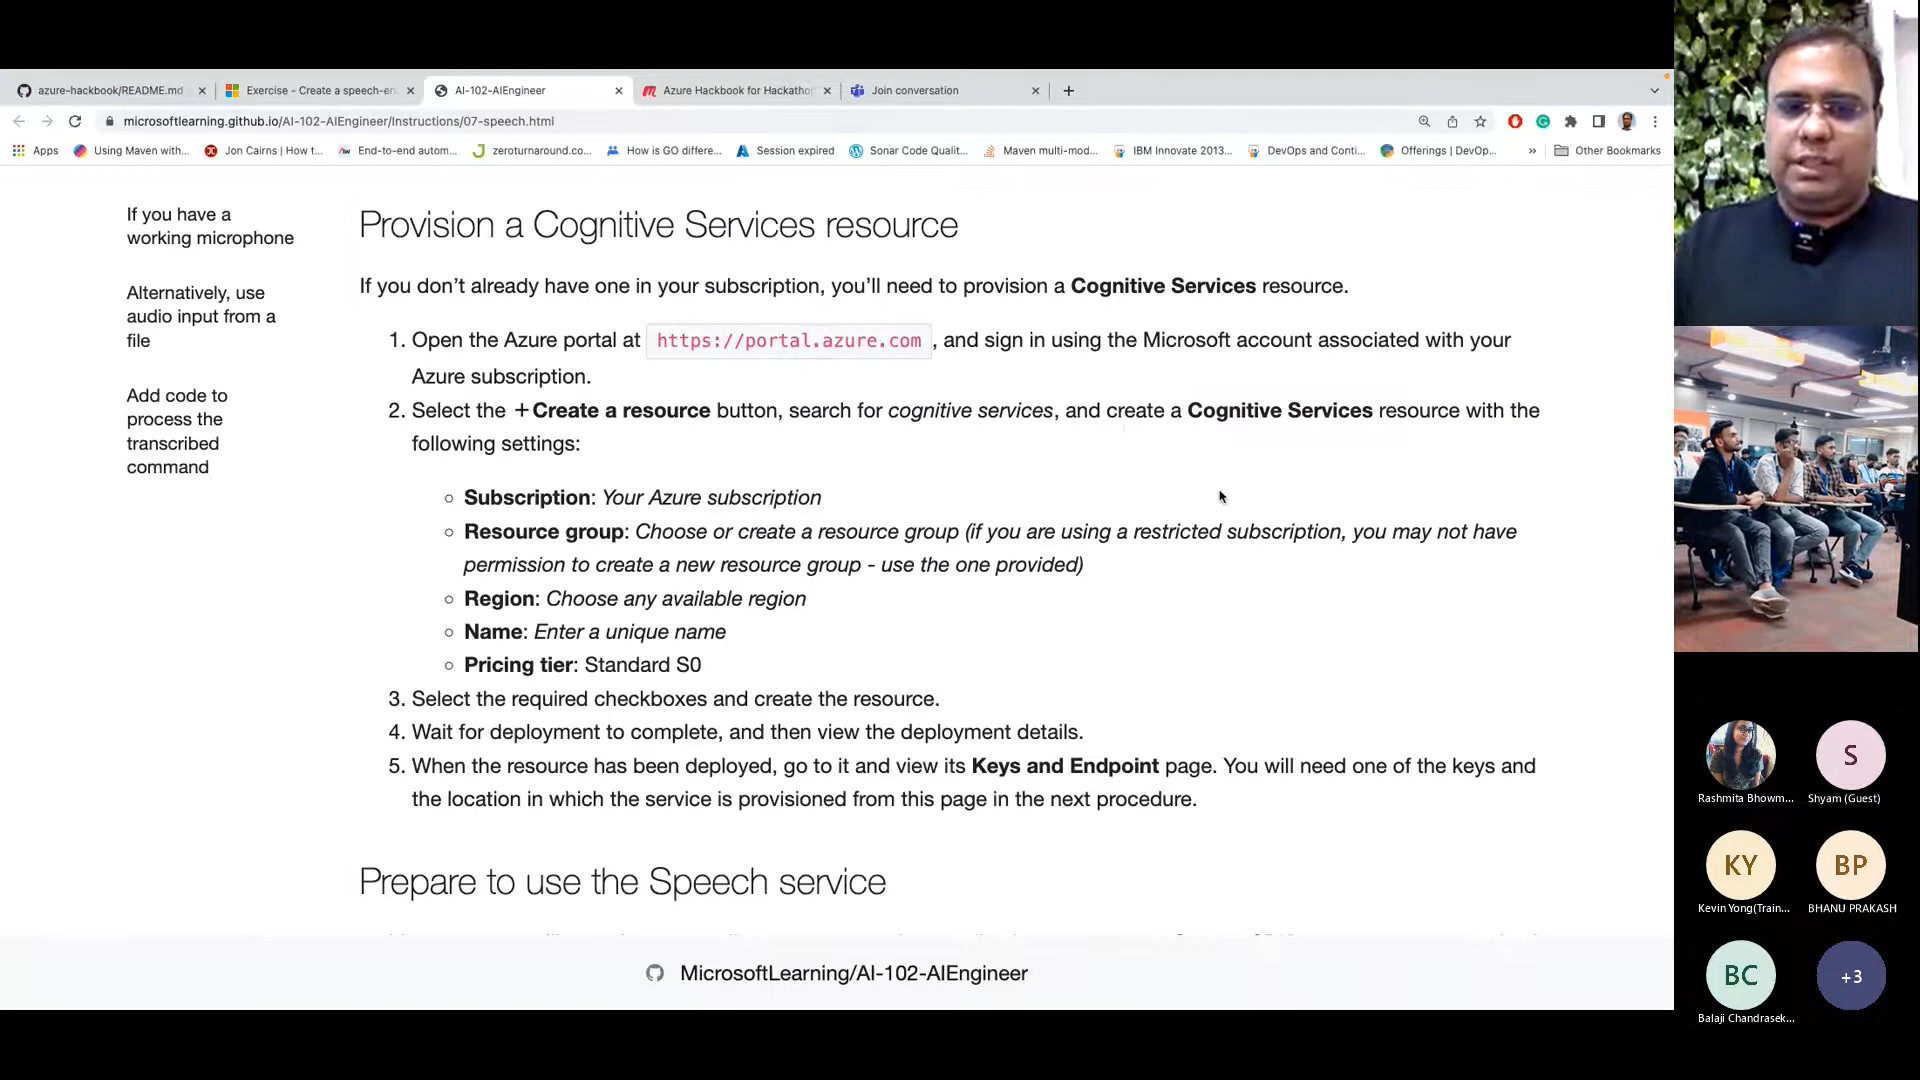 azure-hackbook/README.md
Exercise - Create a speech-en
AI-102-AIEngineer
Azure Hackbook for Hackatho
Join conversation
microsoftlearning.github.io/AI-102-AIEngineer/Instructions/07-speech.html
Apps
Using Maven with...
Jon Cairns | How t...
End-to-end autom...
zeroturnaround.co...
How is GO differe...
Session expired
Sonar Code Qualit...
Maven multi-mod...
IBM Innovate 2013...
DevOps and Conti...
Offerings | DevOp...
»
Other Bookmarks
If you have a
working microphone
Alternatively, use
audio input from a
file
Add code to
process the
transcribed
command
Provision a Cognitive Services resource
If you don’t already have one in your subscription, you’ll need to provision a Cognitive Services resource.
1. Open the Azure portal at https://portal.azure.com, and sign in using the Microsoft account associated with your
Azure subscription.
2. Select the +Create a resource button, search for cognitive services, and create a Cognitive Services resource with the
following settings:
Subscription: Your Azure subscription
Resource group: Choose or create a resource group (if you are using a restricted subscription, you may not have
permission to create a new resource group - use the one provided)
Region: Choose any available region
Name: Enter a unique name
Pricing tier: Standard S0
3. Select the required checkboxes and create the resource.
4. Wait for deployment to complete, and then view the deployment details.
5. When the resource has been deployed, go to it and view its Keys and Endpoint page. You will need one of the keys and
the location in which the service is provisioned from this page in the next procedure.
Prepare to use the Speech service
MicrosoftLearning/AI-102-AIEngineer
Rashmita Bhowm...
S
Shyam (Guest)
KY
Kevin Yong(Train...
BP
BHANU PRAKASH
BC
Balaji Chandrasek...
+3